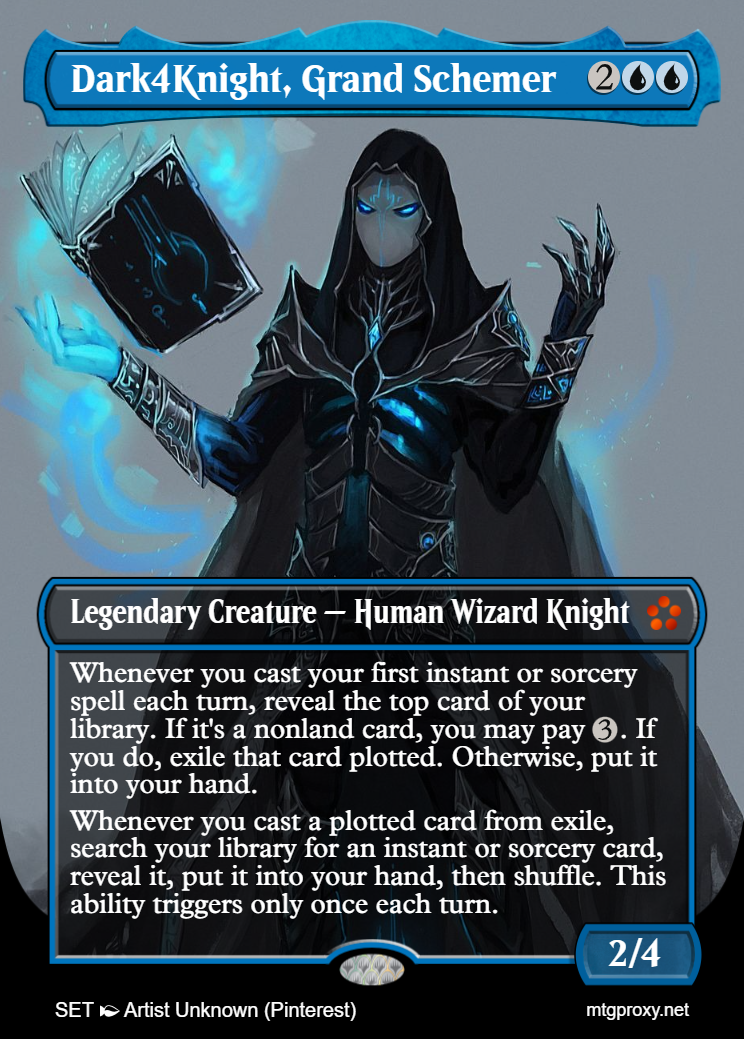 Dark4Knight, Grand Schemer 2
Legendary Creature — Human Wizard Knight
Whenever you cast your first instant or sorcery
spell each turn, reveal the top card of your
library. If it's a nonland card, you may pay 3. If
you do, exile that card plotted. Otherwise, put it
into your hand.
Whenever you cast a plotted card from exile,
search your library for an instant or sorcery card,
reveal it, put it into your hand, then shuffle. This
ability triggers only once each turn.
2/4
SET Artist Unknown (Pinterest)
mtgproxy.net